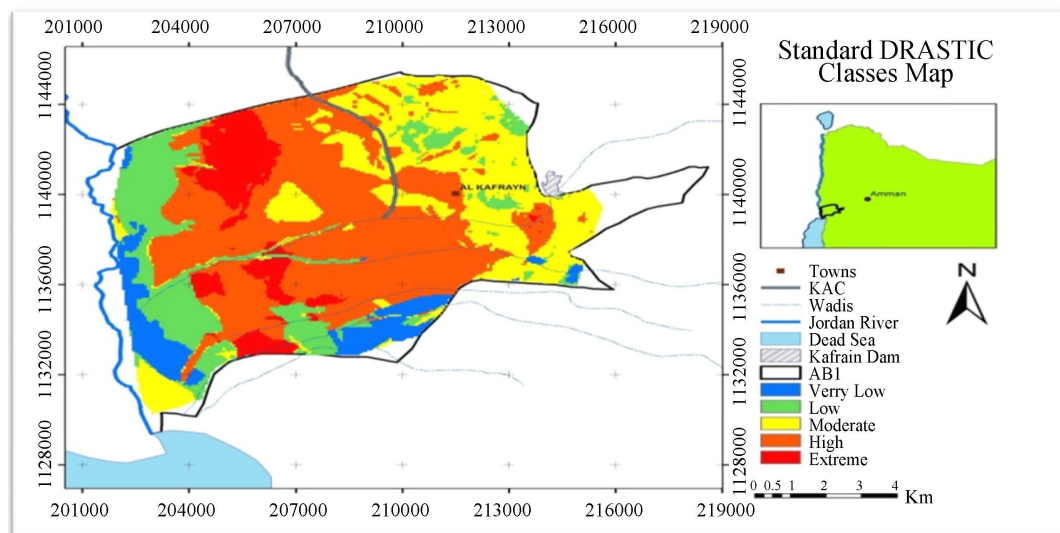 201000 204000 207000 210000 213000 216000 219000
1144000
1140000
1136000
1132000
1128000
AL KAFRAYN
1144000
1140000
1136000
1132000
1128000
201000 204000 207000 210000 213000 216000 219000
Standard DRASTIC
Classes Map
Amman
N
Towns
KAC
Wadis
Jordan River
Dead Sea
Kafrain Dam
AB1
Verry Low
Low
Moderate
High
Extreme
0 0.5 1 2 3 4 Km